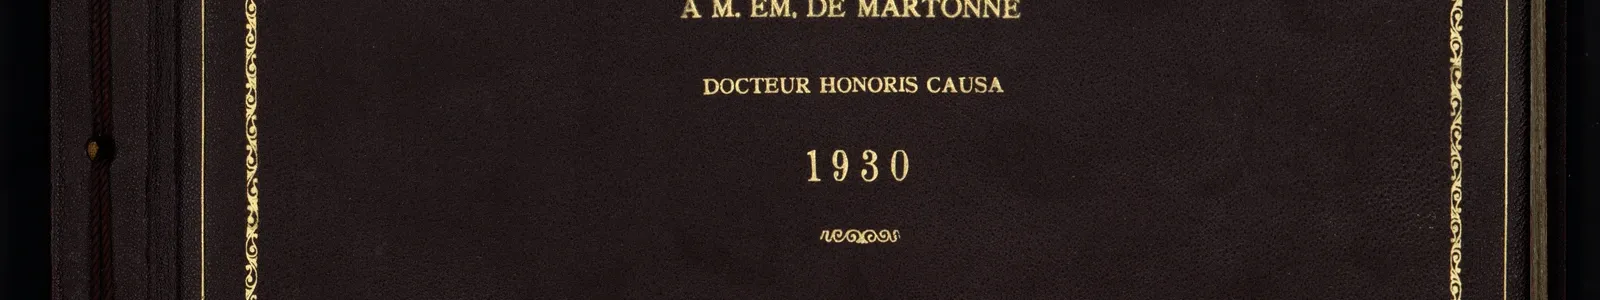 A M. EM. DE MARTONNE
DOCTEUR HONORIS CAUSA
1930